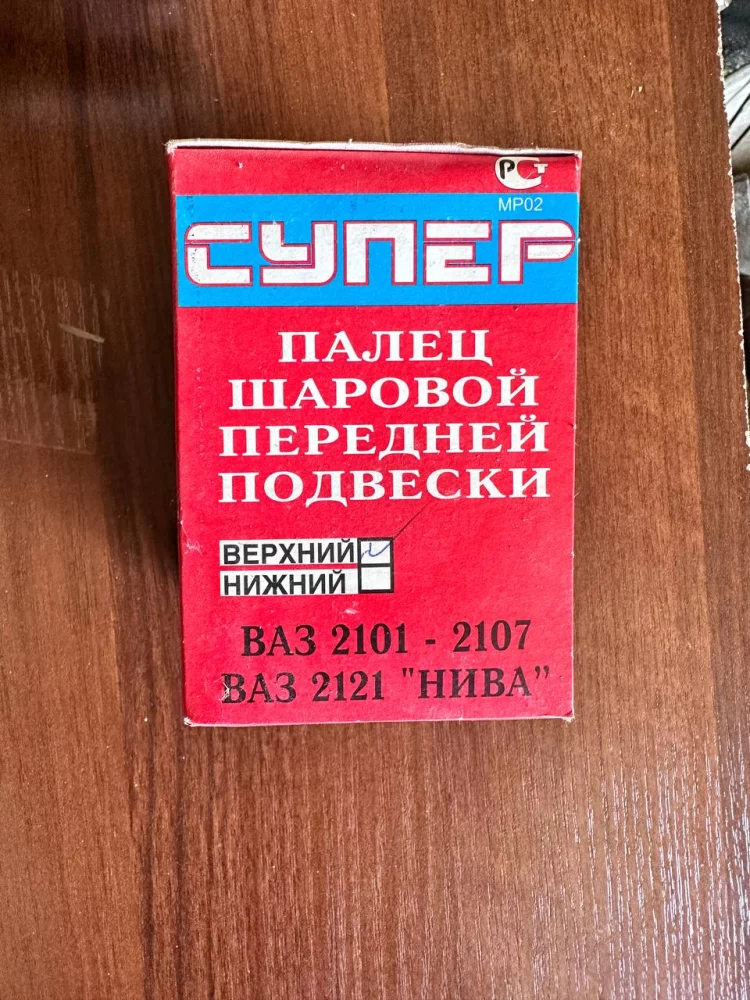 РСТ
МР02
СУПЕР
ПАЛЕЦ
ШАРОВОЙ
ПЕРЕДНЕЙ
ПОДВЕСКИ
ВЕРХНИЙ
НИЖНИЙ
ВАЗ 2101 - 2107
ВАЗ 2121 "НИВА"